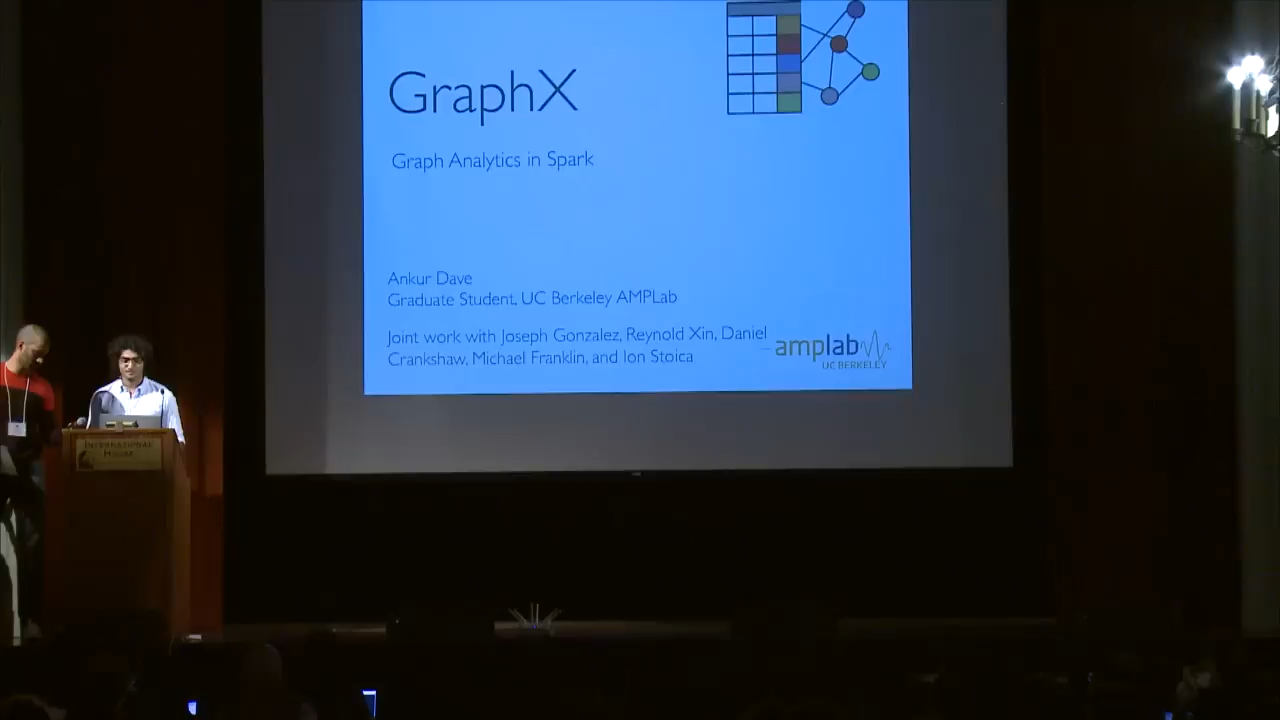 GraphX
Graph Analytics in Spark
Ankur Dave
Graduate Student, UC Berkeley AMPLab
Joint work with Joseph Gonzalez, Reynold Xin, Daniel
Crankshaw, Michael Franklin, and Ion Stoica
amplab
UC BERKELEY
INTERNATIONAL
HOUSE